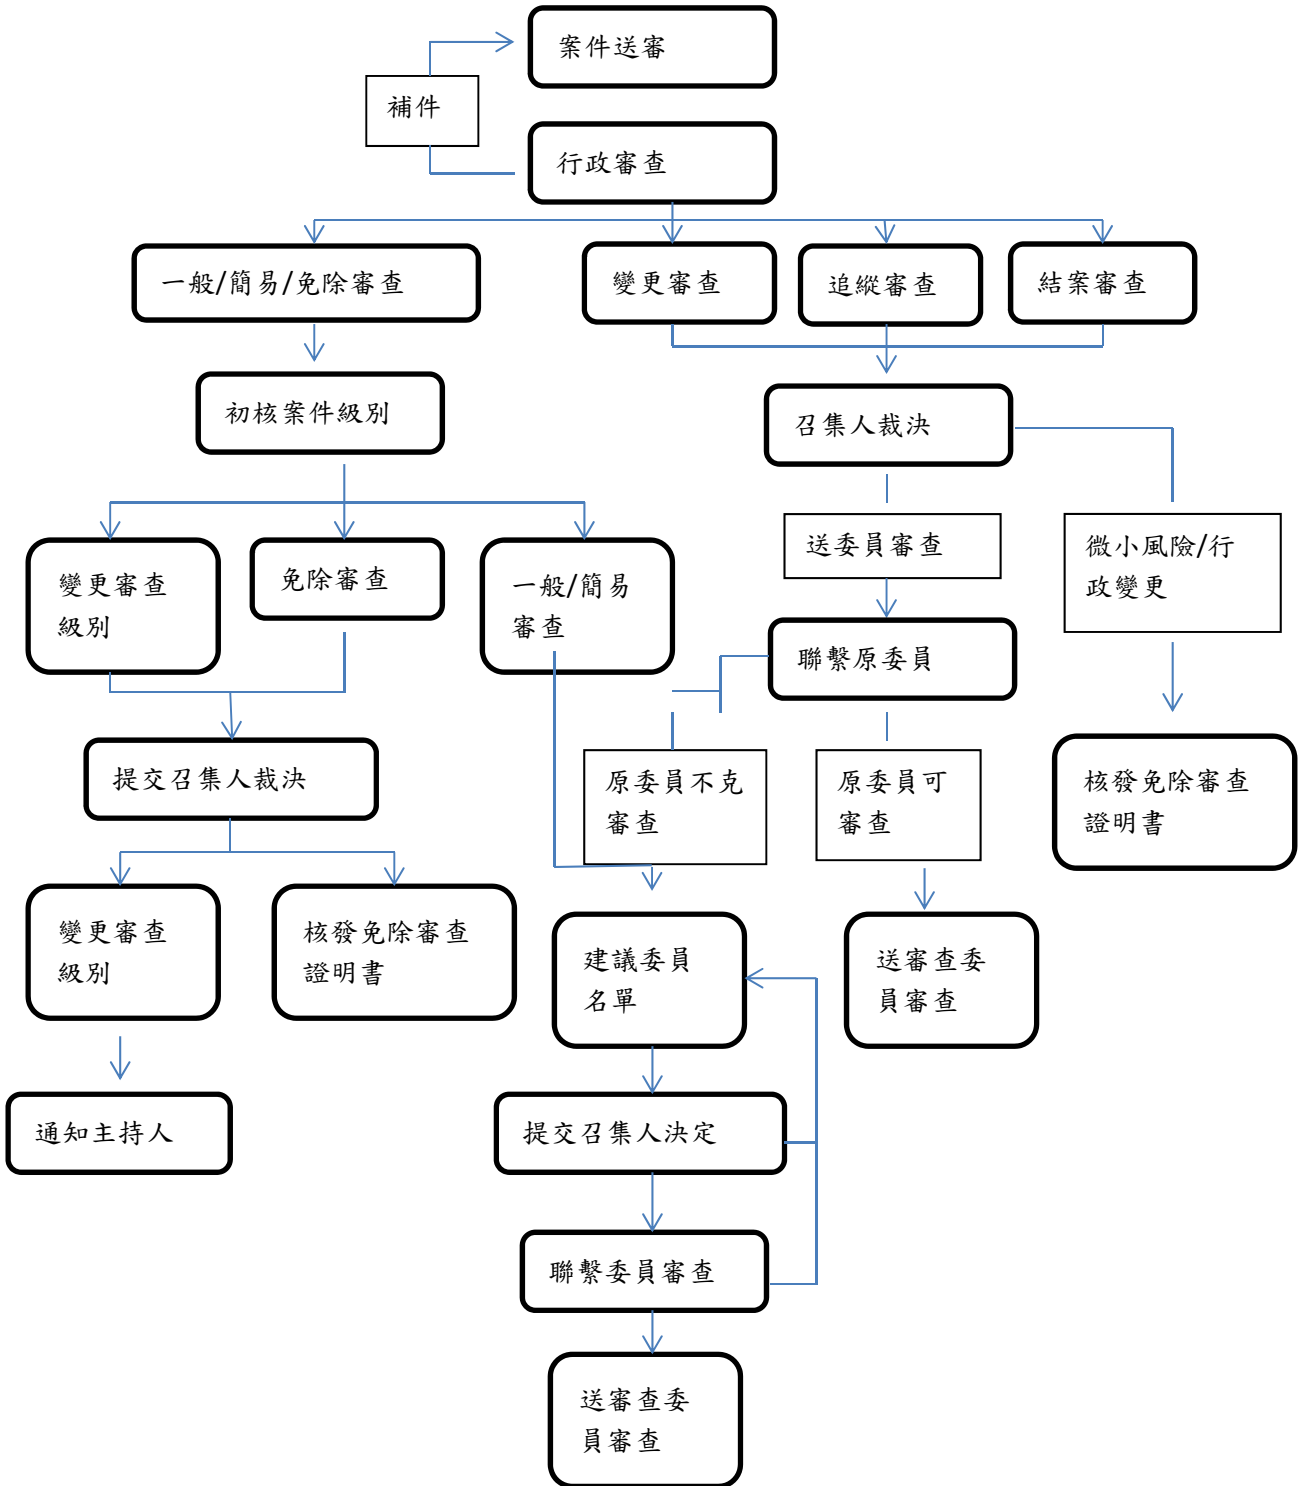 案件送審
補件
行政審查
一般/簡易/免除審查
變更審查
追縱審查
結案審查
初核案件級別
召集人裁決
變更審查
級別
免除審查
一般/簡易
審查
送委員審查
微小風險/行
政變更
聯繫原委員
提交召集人裁決
原委員不克
審查
原委員可
審查
核發免除審查
證明書
變更審查
級別
核發免除審查
證明書
建議委員
名單
送審查委
員審查
通知主持人
提交召集人決定
聯繫委員審查
送審查委
員審查